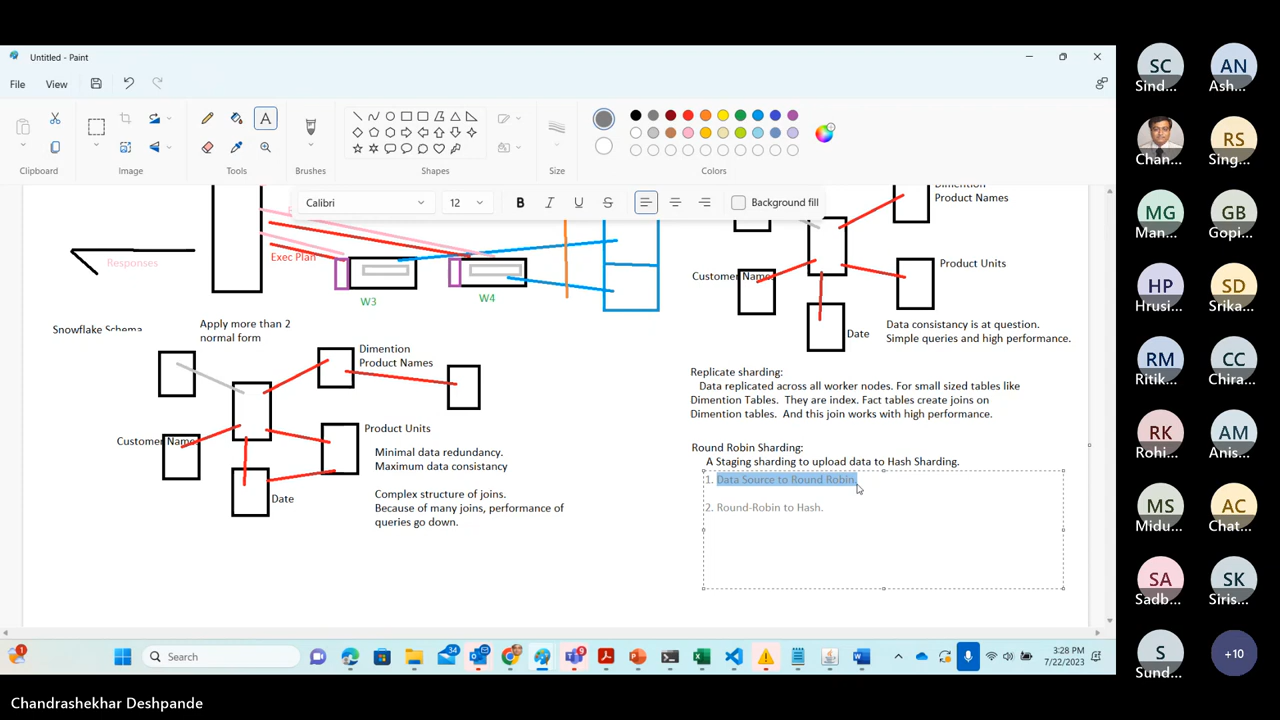 Untitled - Paint
File
View
Clipboard
Image
Tools
Brushes
Shapes
Size
Colors
Calibri
12
B
I
U
Background fill
Responses
Exec Plan
W3
W4
Dimention
Product Names
Customer Name
Product Units
Date
Data consistancy is at question.
Simple queries and high performance.
Snowflake Schema
Apply more than 2
normal form
Dimention
Product Names
Customer Name
Product Units
Date
Minimal data redundancy.
Maximum data consistancy
Complex structure of joins.
Because of many joins, performance of
queries go down.
Replicate sharding:
Data replicated across all worker nodes. For small sized tables like
Dimention Tables. They are index. Fact tables create joins on
Dimention tables. And this join works with high performance.
Round Robin Sharding:
A Staging sharding to upload data to Hash Sharding.
1. Data Source to Round Robin.
2. Round-Robin to Hash.
Search
1
34
9
3:28 PM
7/22/2023
SC
Sind...
AN
Ash...
Chan...
RS
Sing...
MG
Man...
GB
Gopi...
HP
Hrusi...
SD
Srika...
RM
Ritik...
CC
Chira...
RK
Rohi...
AM
Anis...
MS
Midu...
AC
Chat...
SA
Sadb...
SK
Siris...
S
Sund...
+10
Chandrashekhar Deshpande